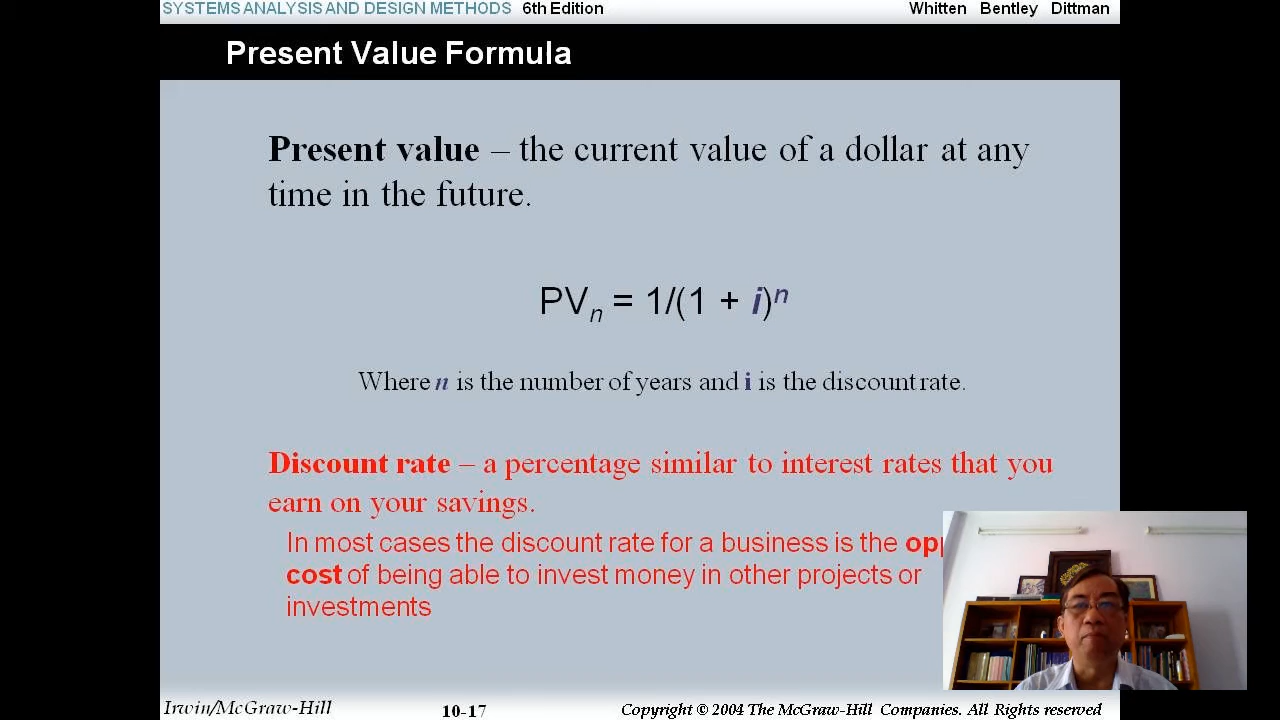 SYSTEMS ANALYSIS AND DESIGN METHODS 6th Edition Whitten Bentley Dittman
Present Value Formula
Present value – the current value of a dollar at any
time in the future.
PVn = 1/(1 + i)n
Where n is the number of years and i is the discount rate.
Discount rate – a percentage similar to interest rates that you
earn on your savings.
In most cases the discount rate for a business is the
cost of being able to invest money in other projects or
investments
Irwin/McGraw-Hill 10-17 Copyright © 2004 The McGraw-Hill Companies. All Rights reserved